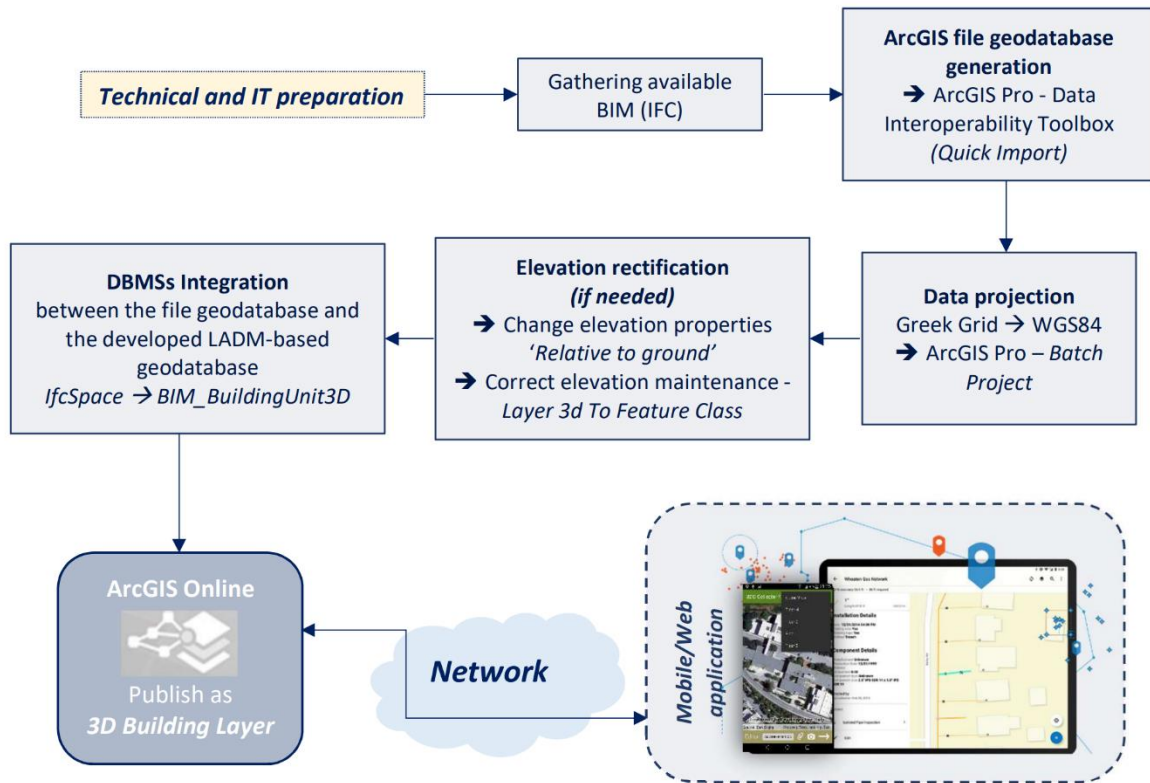 Technical and IT preparation
Gathering available
BIM (IFC)
ArcGIS file geodatabase
generation
➔ ArcGIS Pro - Data
Interoperability Toolbox
(Quick Import)
DBMSs Integration
between the file geodatabase and
the developed LADM-based
geodatabase
IfcSpace → BIM_BuildingUnit3D
Elevation rectification
(if needed)
➔ Change elevation properties
‘Relative to ground’
➔ Correct elevation maintenance -
Layer 3d To Feature Class
Data projection
Greek Grid → WGS84
➔ ArcGIS Pro – Batch
Project
ArcGIS Online
Publish as
3D Building Layer
Network
Mobile/Web
application